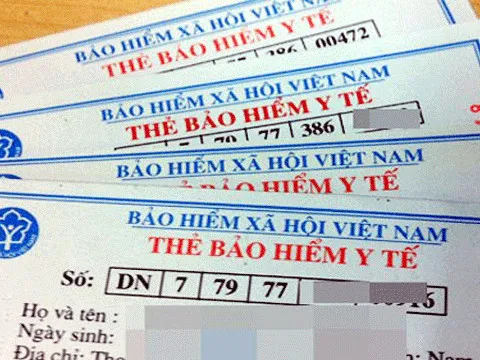 BẢO HIỂM XÃ HỘI VIỆT NAM
THẺ BẢO HIỂM Y TẾ
386 00472
BẢO HIỂM XÃ HỘI VIỆT NAM
THẺ BẢO HIỂM Y TẾ
79 77 386
BẢO HIỂM XÃ HỘI VIỆT NAM
THẺ BẢO HIỂM Y TẾ
BẢO HIỂM XÃ HỘI VIỆT NAM
THẺ BẢO HIỂM Y TẾ
Số: DN 7 79 77
Họ và tên :
Ngày sinh:
Địa chỉ: